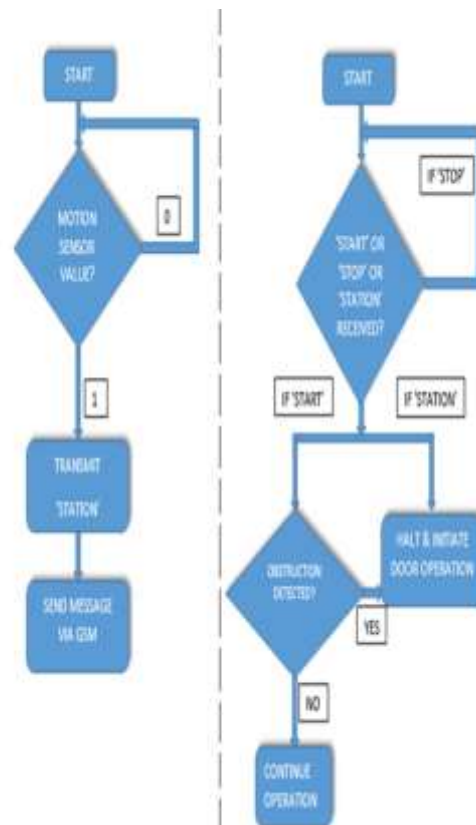 START
0
MOTION
SENSOR
VALUE?
1
TRANSMIT
'STATION'
SEND MESSAGE
VIA GSM
START
IF 'STOP'
'START' OR
'STOP' OR
'STATION'
RECEIVED?
IF 'START'
IF 'STATION'
OBSTRUCTION
DETECTED?
HALT & INITIATE
DOOR OPERATION
YES
NO
CONTINUE
OPERATION